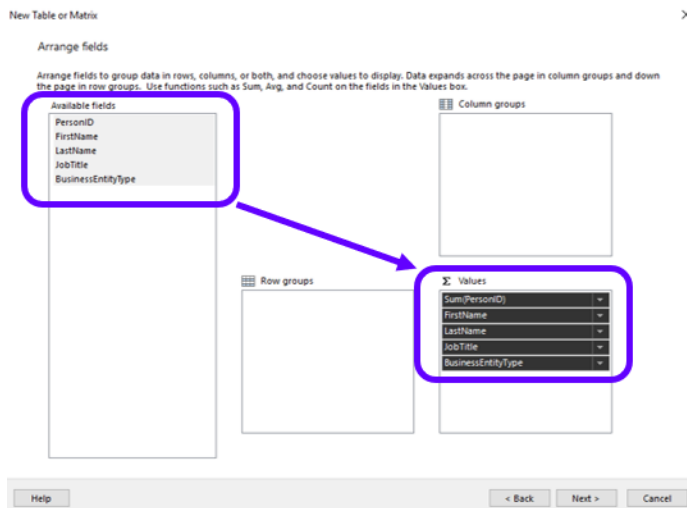 New Table or Matrix
Arrange fields
Arrange fields to group data in rows, columns, or both, and choose values to display. Data expands across the page in column groups and down
the page in row groups. Use functions such as Sum, Avg, and Count on the fields in the Values box.
Available fields
PersonID
FirstName
LastName
JobTitle
BusinessEntityType
Column groups
Row groups
Σ Values
Sum(PersonID)
FirstName
LastName
JobTitle
BusinessEntityType
Help
< Back
Next >
Cancel